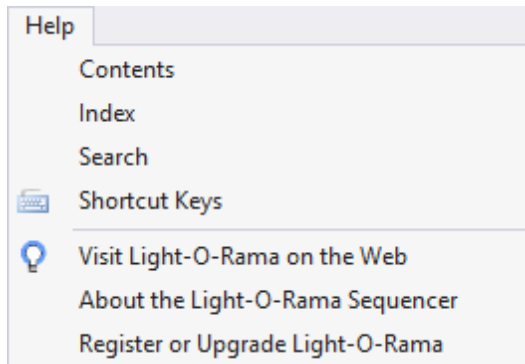 Help
Contents
Index
Search
Shortcut Keys
Visit Light-O-Rama on the Web
About the Light-O-Rama Sequencer
Register or Upgrade Light-O-Rama